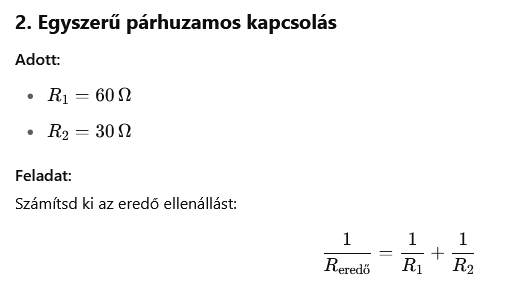 2. Egyszerű párhuzamos kapcsolás
Adott:
• R₁ = 60 Ω
• R₂ = 30 Ω
Feladat:
Számítsd ki az eredő ellenállást:
1/R_eredő = 1/R₁ + 1/R₂